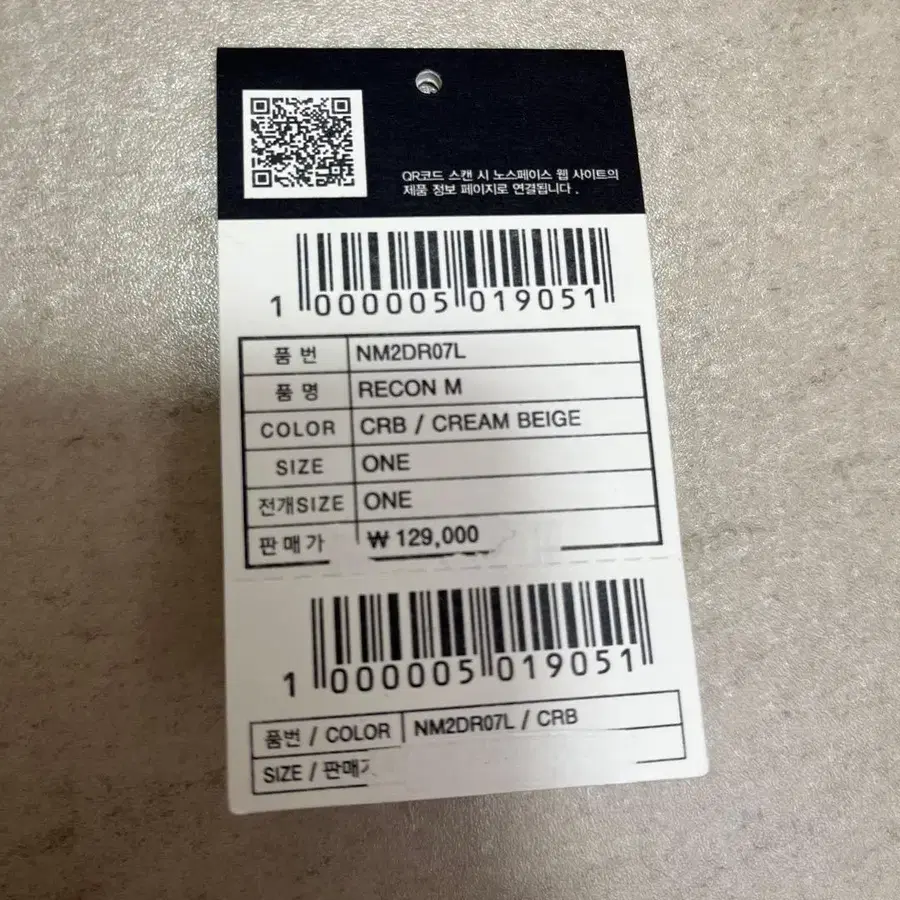 QR코드 스캔 시 노스페이스 웹 사이트의
제품 정보 페이지로 연결됩니다 .
1 000005 019051
품 번 NM2DR07L
품 명 RECON M
COLOR CRB / CREAM BEIGE
SIZE ONE
전개SIZE ONE
판매가 ₩ 129,000
1 000005 019051
품번 / COLOR NM2DR07L / CRB
SIZE / 판매가